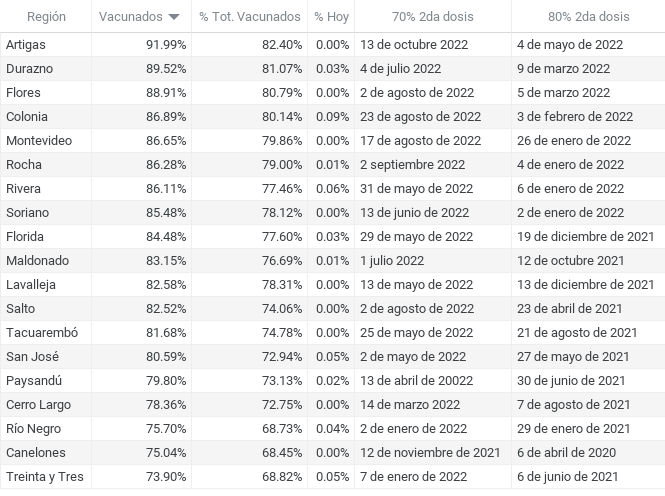 Región Vacunados % Tot. Vacunados % Hoy 70% 2da dosis 80% 2da dosis
Artigas 91.99% 82.40% 0.00% 13 de octubre 2022 4 de mayo de 2022
Durazno 89.52% 81.07% 0.03% 4 de julio 2022 9 de marzo 2022
Flores 88.91% 80.79% 0.00% 2 de agosto de 2022 5 de marzo 2022
Colonia 86.89% 80.14% 0.09% 23 de agosto de 2022 3 de febrero de 2022
Montevideo 86.65% 79.86% 0.00% 17 de agosto de 2022 26 de enero de 2022
Rocha 86.28% 79.00% 0.01% 2 septiembre 2022 4 de enero de 2022
Rivera 86.11% 77.46% 0.06% 31 de mayo de 2022 6 de enero de 2022
Soriano 85.48% 78.12% 0.00% 13 de junio de 2022 2 de enero de 2022
Florida 84.48% 77.60% 0.03% 29 de mayo de 2022 19 de diciembre de 2021
Maldonado 83.15% 76.69% 0.01% 1 julio 2022 12 de octubre 2021
Lavalleja 82.58% 78.31% 0.00% 13 de mayo de 2022 13 de diciembre de 2021
Salto 82.52% 74.06% 0.00% 2 de agosto de 2022 23 de abril de 2021
Tacuarembó 81.68% 74.78% 0.00% 25 de mayo de 2022 21 de agosto de 2021
San José 80.59% 72.94% 0.05% 2 de mayo de 2022 27 de mayo de 2021
Paysandú 79.80% 73.13% 0.02% 13 de abril de 20022 30 de junio de 2021
Cerro Largo 78.36% 72.75% 0.00% 14 de marzo 2022 7 de agosto de 2021
Río Negro 75.70% 68.73% 0.04% 2 de enero de 2022 29 de enero de 2021
Canelones 75.04% 68.45% 0.00% 12 de noviembre de 2021 6 de abril de 2020
Treinta y Tres 73.90% 68.82% 0.05% 7 de enero de 2022 6 de junio de 2021